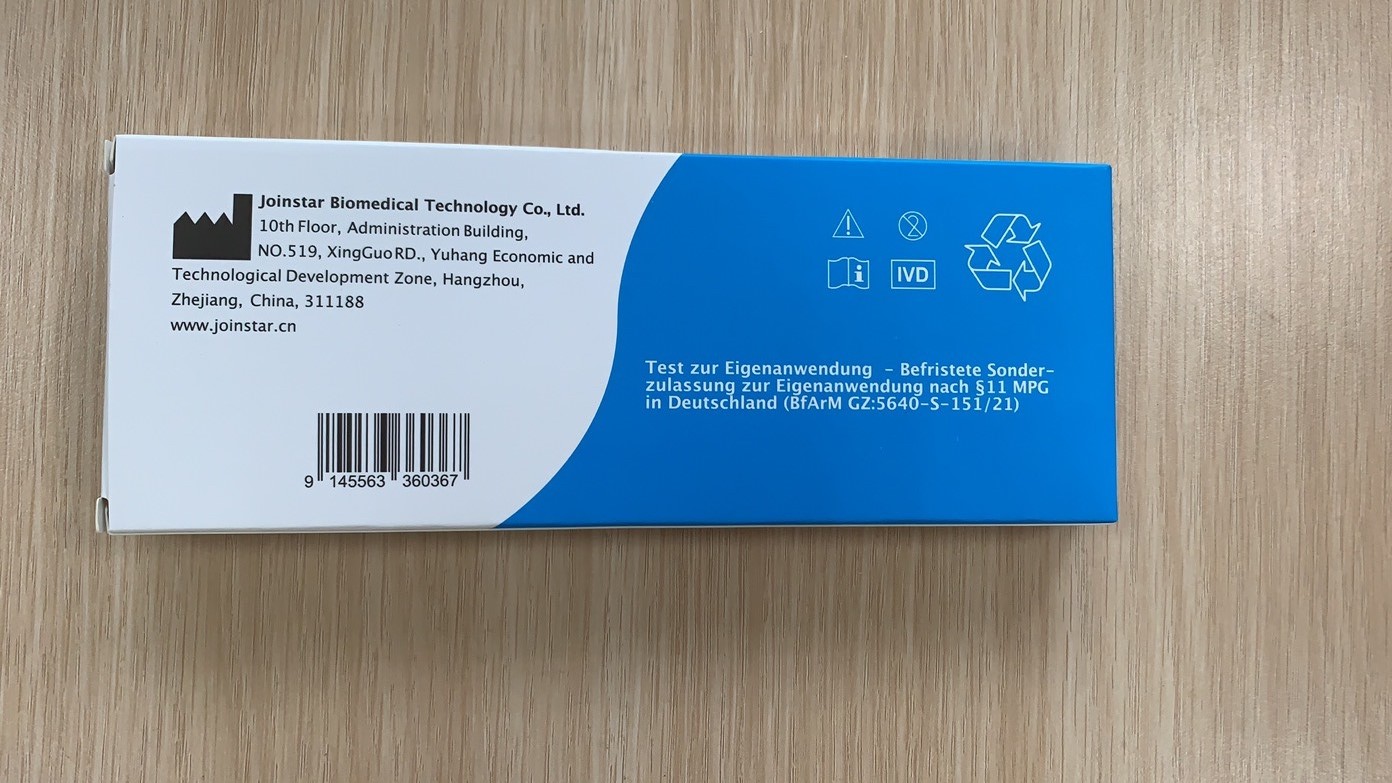 Joinstar Biomedical Technology Co., Ltd.
10th Floor, Administration Building,
NO.519, XingGuo RD., Yuhang Economic and
Technological Development Zone, Hangzhou,
Zhejiang, China, 311188
www.joinstar.cn
9 145563 360367
2
i
IVD
Test zur Eigenanwendung – Befristete Sonder-
zulassung zur Eigenanwendung nach §11 MPG
in Deutschland (BfArM GZ:5640-S-151/21)